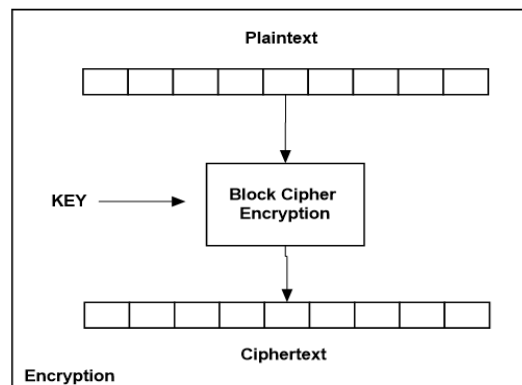 Plaintext
KEY
Block Cipher
Encryption
Ciphertext
Encryption